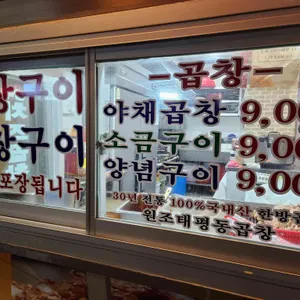 창구이
창구이
포장됩니다
-곱창-
야채곱창 9,00
소금구이 9,00
양념구이 9,00
30년 전통 100%국내산, 한방
원조태평동곱창